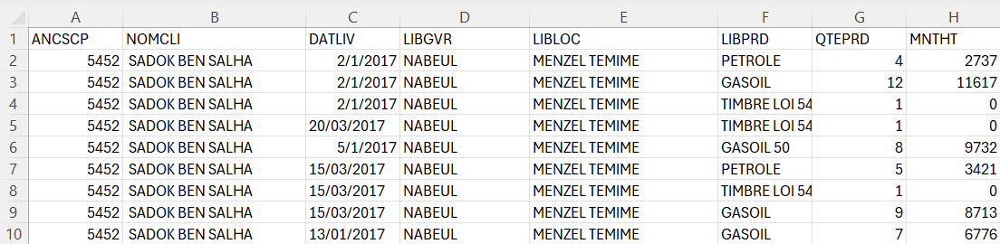 A B C D E F G H
1 ANCSCP NOMCLI DATLIV LIBGVR LIBLOC LIBPRD QTEPRD MNTHT
2 5452 SADOK BEN SALHA 2/1/2017 NABEUL MENZEL TEMIME PETROLE 4 2737
3 5452 SADOK BEN SALHA 2/1/2017 NABEUL MENZEL TEMIME GASOIL 12 11617
4 5452 SADOK BEN SALHA 2/1/2017 NABEUL MENZEL TEMIME TIMBRE LOI 54 1 0
5 5452 SADOK BEN SALHA 20/03/2017 NABEUL MENZEL TEMIME TIMBRE LOI 54 1 0
6 5452 SADOK BEN SALHA 5/1/2017 NABEUL MENZEL TEMIME GASOIL 50 8 9732
7 5452 SADOK BEN SALHA 15/03/2017 NABEUL MENZEL TEMIME PETROLE 5 3421
8 5452 SADOK BEN SALHA 15/03/2017 NABEUL MENZEL TEMIME TIMBRE LOI 54 1 0
9 5452 SADOK BEN SALHA 15/03/2017 NABEUL MENZEL TEMIME GASOIL 9 8713
10 5452 SADOK BEN SALHA 13/01/2017 NABEUL MENZEL TEMIME GASOIL 7 6776